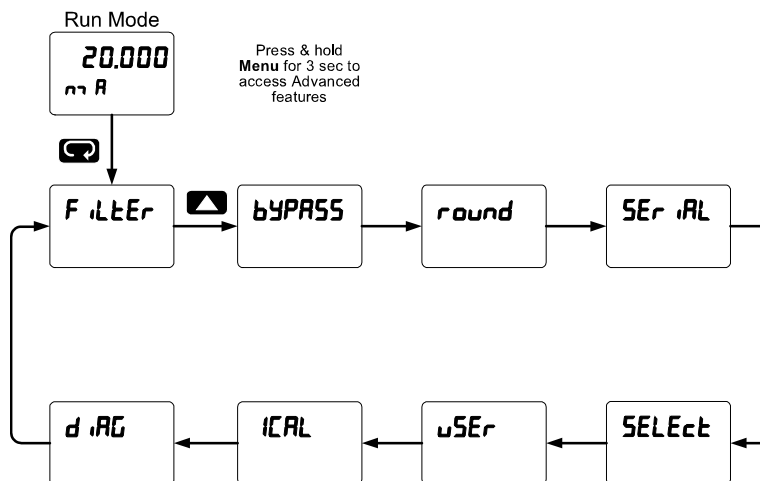 Run Mode
20.000
mA
Press & hold
Menu for 3 sec to
access Advanced
features
FiLtEr
bYPASS
round
SEriAL
diAG
ICAL
uSEr
SELEct